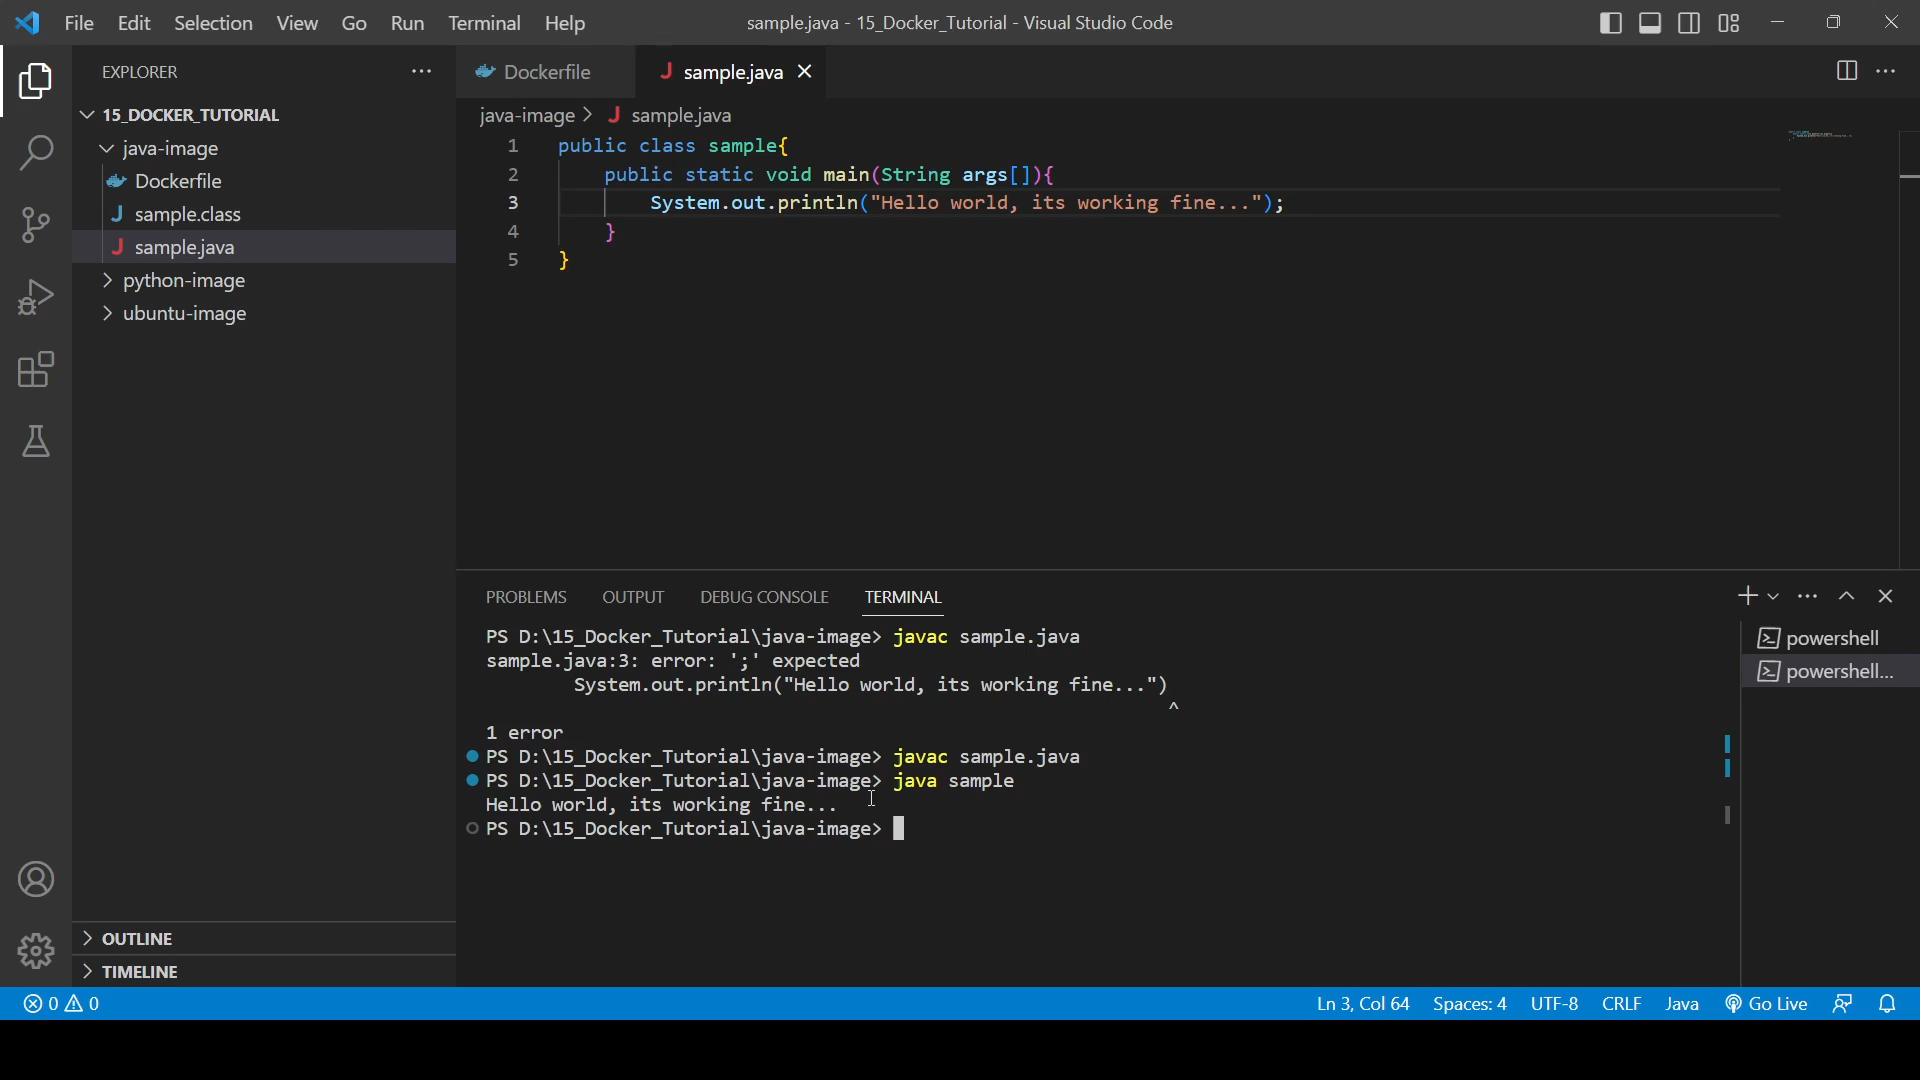 File Edit Selection View Go Run Terminal Help
sample.java - 15_Docker_Tutorial - Visual Studio Code
EXPLORER
15_DOCKER_TUTORIAL
java-image
Dockerfile
sample.class
sample.java
python-image
ubuntu-image
OUTLINE
TIMELINE
Dockerfile
sample.java
java-image > sample.java
1 public class sample{
2 public static void main(String args[]){
3 System.out.println("Hello world, its working fine...");
4 }
5 }
PROBLEMS OUTPUT DEBUG CONSOLE TERMINAL
PS D:\15_Docker_Tutorial\java-image> javac sample.java
sample.java:3: error: ';' expected
System.out.println("Hello world, its working fine...")
^
1 error
PS D:\15_Docker_Tutorial\java-image> javac sample.java
PS D:\15_Docker_Tutorial\java-image> java sample
Hello world, its working fine...
PS D:\15_Docker_Tutorial\java-image>
powershell
powershell...
0 0
Ln 3, Col 64 Spaces: 4 UTF-8 CRLF Java Go Live